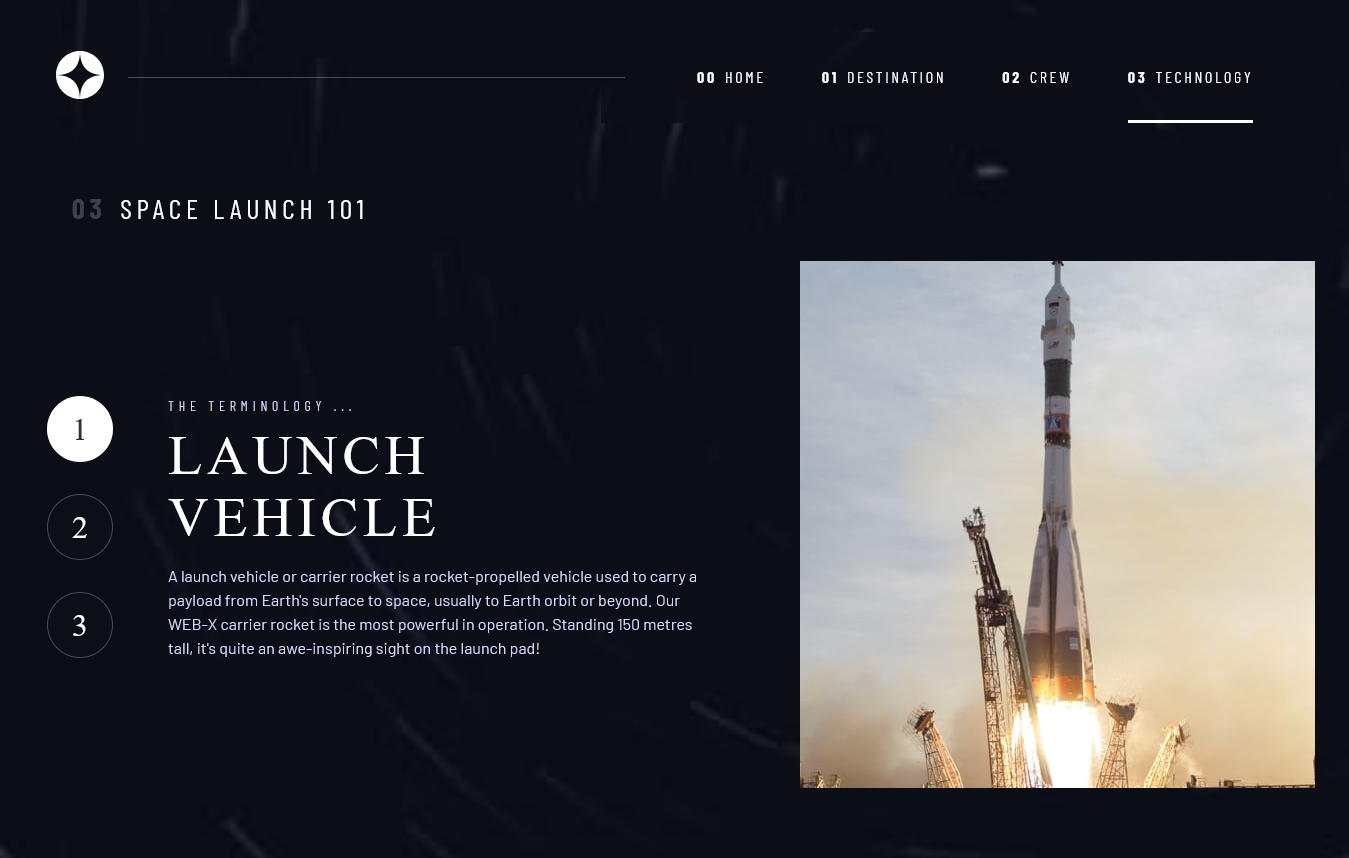 00 HOME
01 DESTINATION
02 CREW
03 TECHNOLOGY
03 SPACE LAUNCH 101
1
2
3
THE TERMINOLOGY ...
LAUNCH
VEHICLE
A launch vehicle or carrier rocket is a rocket-propelled vehicle used to carry a
payload from Earth's surface to space, usually to Earth orbit or beyond. Our
WEB-X carrier rocket is the most powerful in operation. Standing 150 metres
tall, it's quite an awe-inspiring sight on the launch pad!